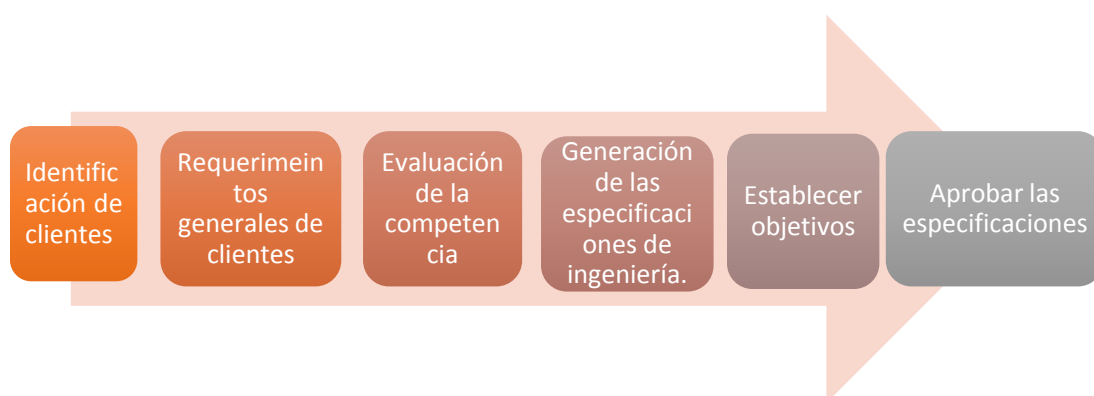 Identific
ación de
clientes
Requerimein
tos
generales de
clientes
Evaluación
de la
competen
cia
Generación
de las
especificaci
ones de
ingeniería.
Establecer
objetivos
Aprobar las
especificaciones